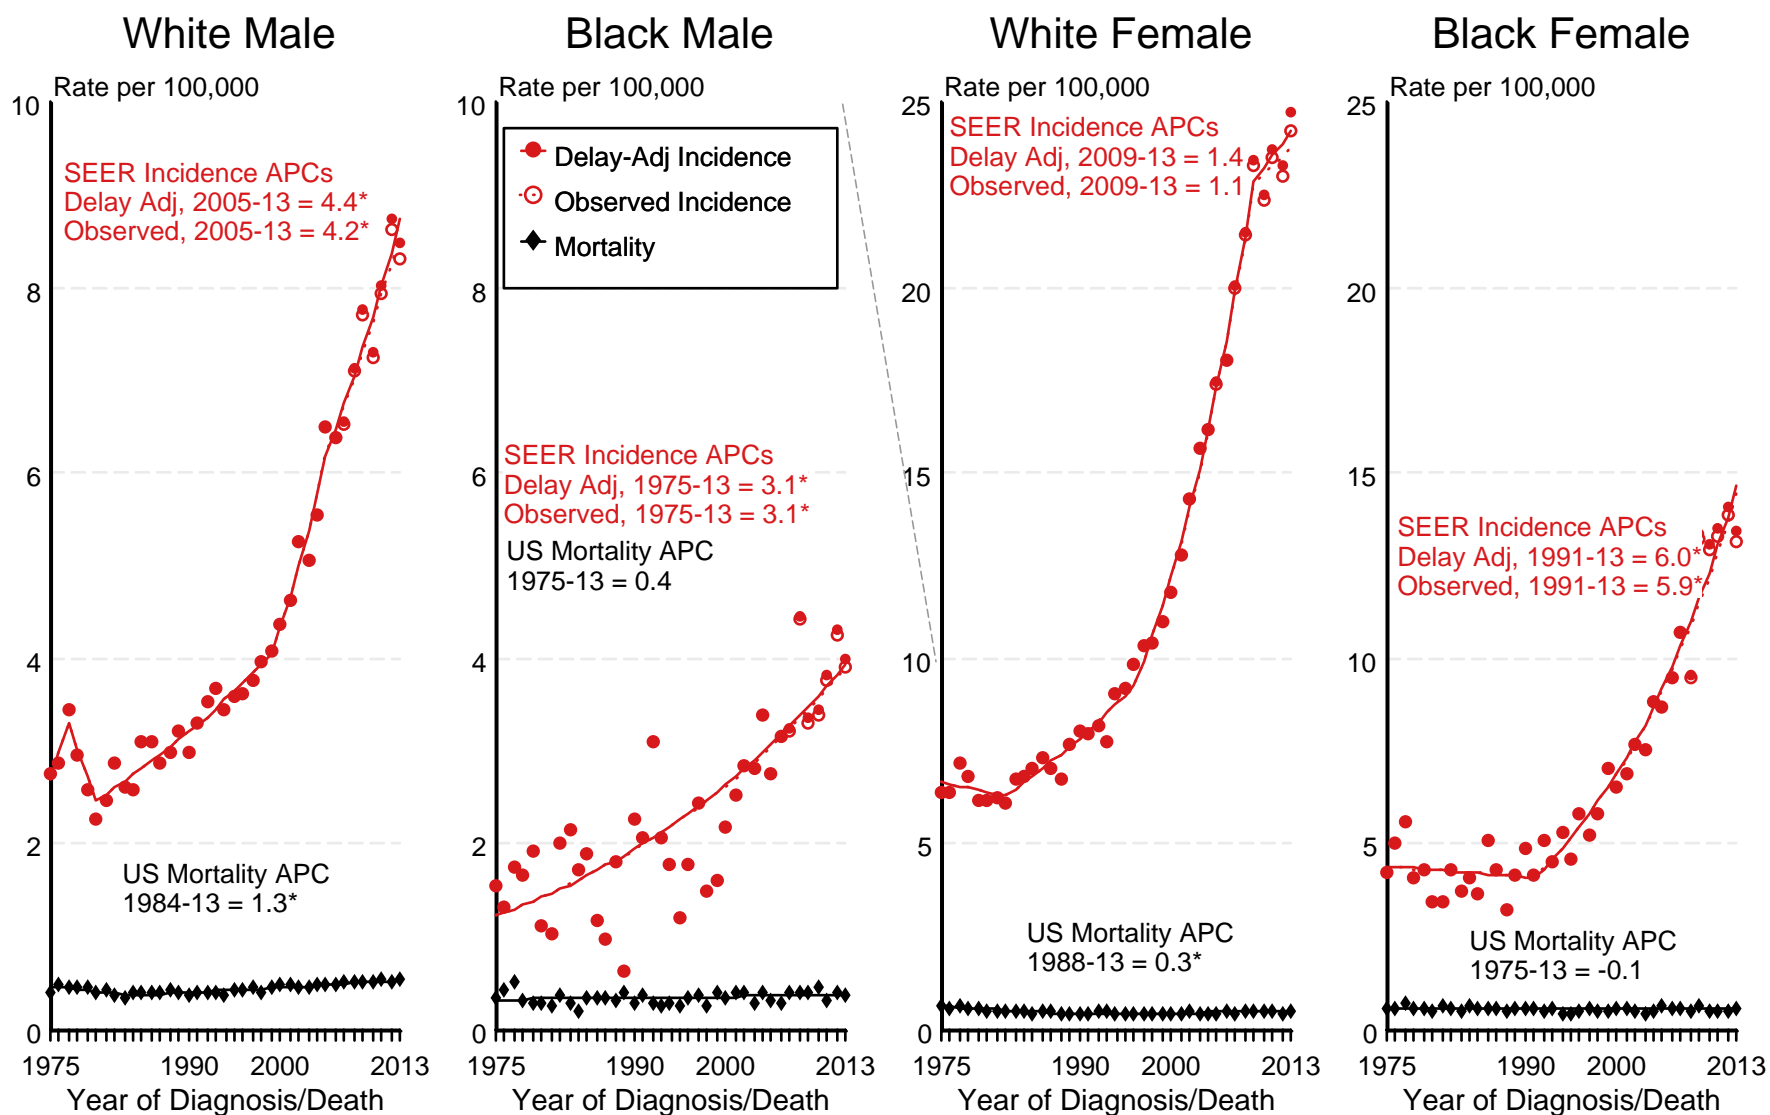 White Male
Rate per 100,000
10
8
6
4
2
0
SEER Incidence APCs
Delay Adj, 2005-13 = 4.4*
Observed, 2005-13 = 4.2*
US Mortality APC
1984-13 = 1.3*
1975
1990
2000
2013
Year of Diagnosis/Death
Black Male
Rate per 100,000
10
8
6
4
2
0
Delay-Adj Incidence
Observed Incidence
Mortality
SEER Incidence APCs
Delay Adj, 1975-13 = 3.1*
Observed, 1975-13 = 3.1*
US Mortality APC
1975-13 = 0.4
1975
1990
2000
2013
Year of Diagnosis/Death
White Female
Rate per 100,000
25
20
15
10
5
0
SEER Incidence APCs
Delay Adj, 2009-13 = 1.4
Observed, 2009-13 = 1.1
US Mortality APC
1988-13 = 0.3*
1975
1990
2000
2013
Year of Diagnosis/Death
Black Female
Rate per 100,000
25
20
15
10
5
0
SEER Incidence APCs
Delay Adj, 1991-13 = 6.0*
Observed, 1991-13 = 5.9*
US Mortality APC
1975-13 = -0.1
1975
1990
2000
2013
Year of Diagnosis/Death